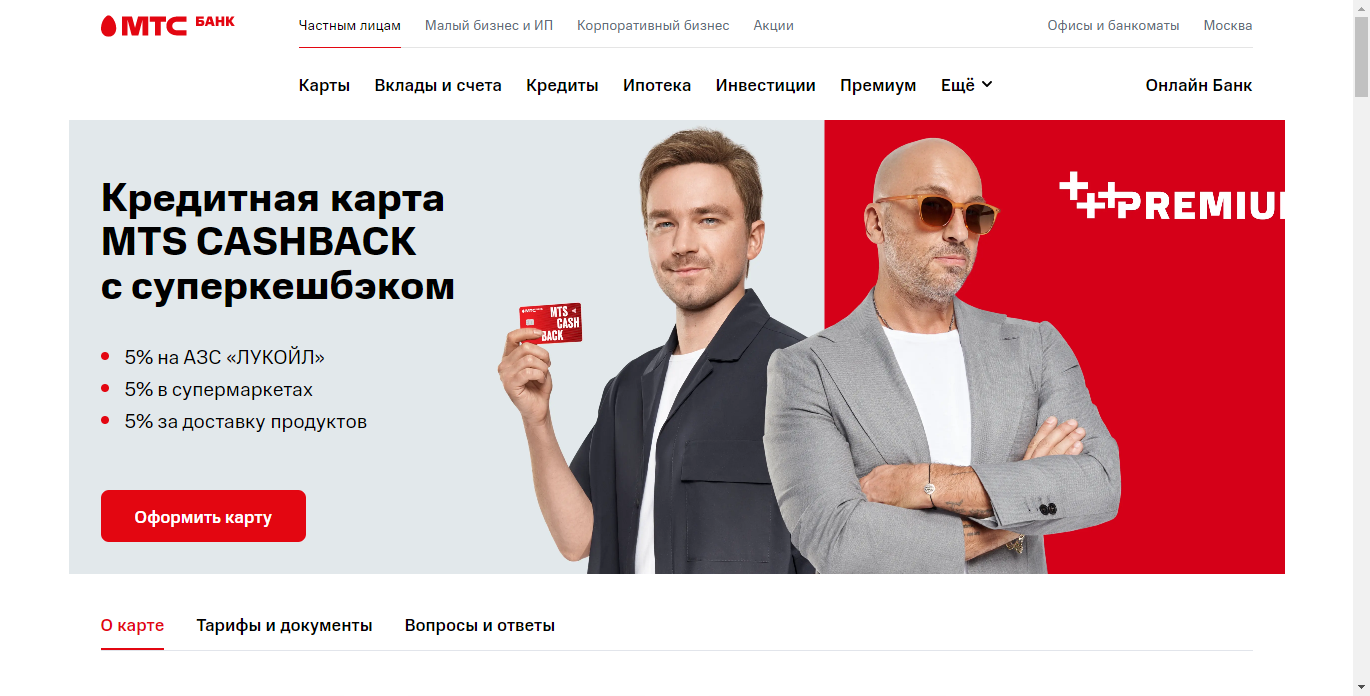 МТС БАНК
Частным лицам Малый бизнес и ИП Корпоративный бизнес Акции Офисы и банкоматы Москва
Карты Вклады и счета Кредиты Ипотека Инвестиции Премиум Ещё Онлайн Банк
Кредитная карта
MTS CASHBACK
с суперкешбэком
5% на АЗС «ЛУКОЙЛ»
5% в супермаркетах
5% за доставку продуктов
Оформить карту
МТС
MTS
CASH
BACK
PREMIUM
О карте Тарифы и документы Вопросы и ответы